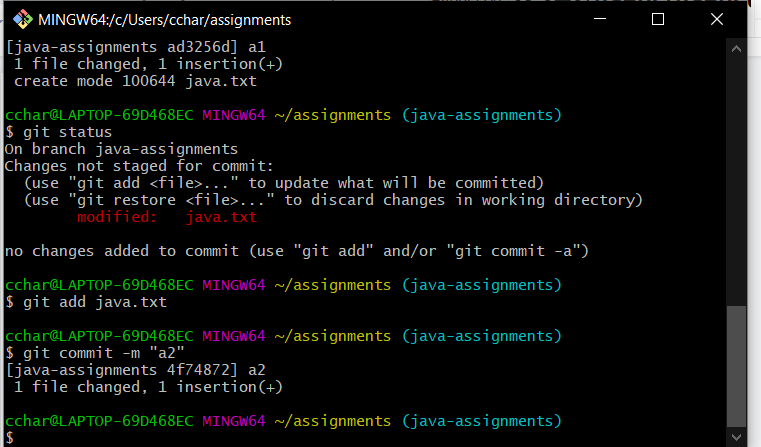 MINGW64:/c/Users/cchar/assignments
[java-assignments ad3256d] a1
 1 file changed, 1 insertion(+)
 create mode 100644 java.txt
cchar@LAPTOP-69D468EC MINGW64 ~/assignments (java-assignments)
$ git status
On branch java-assignments
Changes not staged for commit:
  (use "git add <file>..." to update what will be committed)
  (use "git restore <file>..." to discard changes in working directory)
        modified:   java.txt
no changes added to commit (use "git add" and/or "git commit -a")
cchar@LAPTOP-69D468EC MINGW64 ~/assignments (java-assignments)
$ git add java.txt
cchar@LAPTOP-69D468EC MINGW64 ~/assignments (java-assignments)
$ git commit -m "a2"
[java-assignments 4f74872] a2
 1 file changed, 1 insertion(+)
cchar@LAPTOP-69D468EC MINGW64 ~/assignments (java-assignments)
$